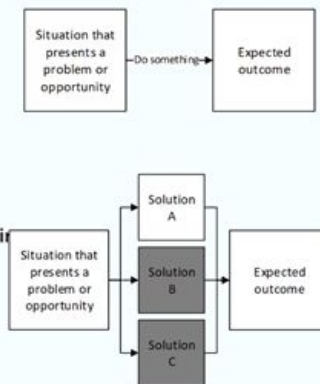 Situation that
presents a
problem or
opportunity
Do something
Expected
outcome
Solution
A
Situation that
presents a
problem or
opportunity
Solution
B
Expected
outcome
Solution
C